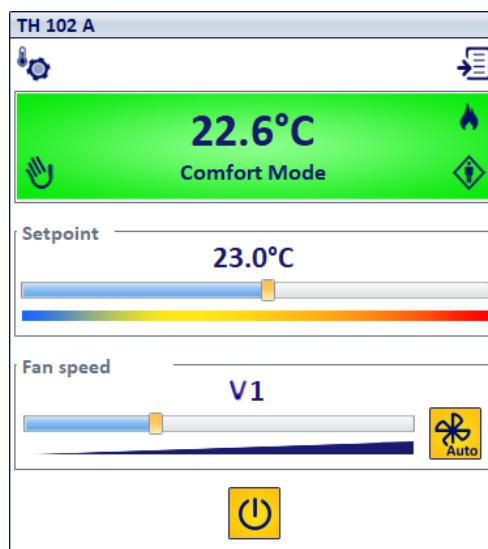 TH 102 A
22.6°C
Comfort Mode
Setpoint
23.0°C
Fan speed
V1
Auto